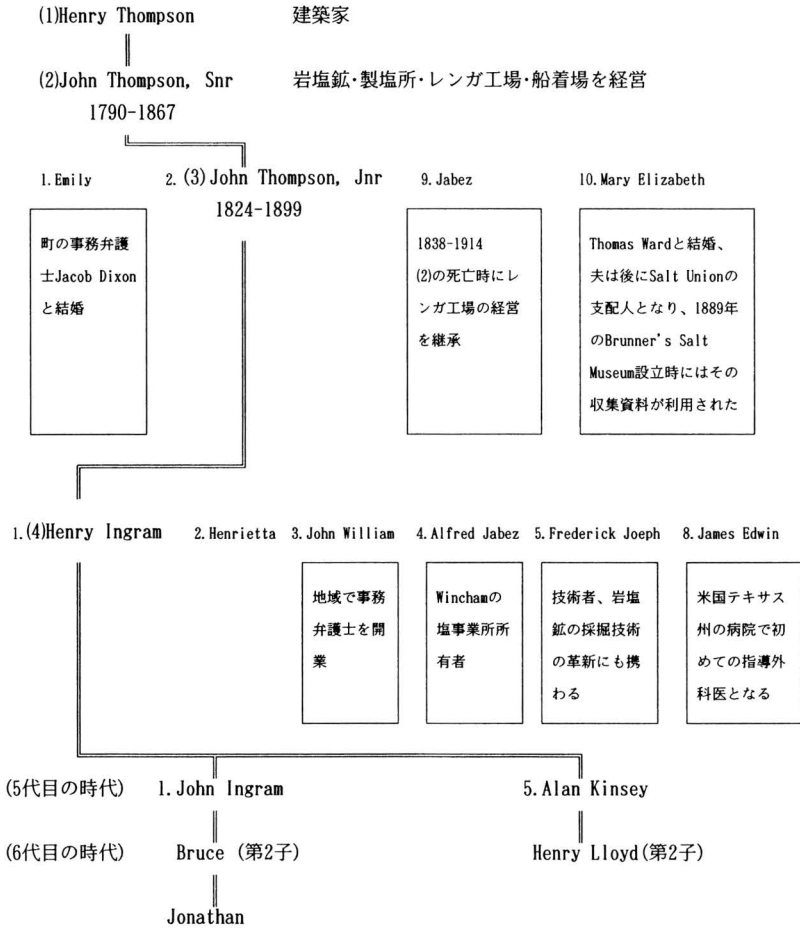 (1)Henry Thompson 建築家
(2)John Thompson, Snr 岩塩鉱・製塩所・レンガ工場・船着場を経営
1790-1867
1.Emily 2.(3)John Thompson, Jnr 9.Jabez 10.Mary Elizabeth
1824-1899
町の事務弁護
士Jacob Dixon
と結婚
1838-1914
(2)の死亡時にレ
ンガ工場の経営
を継承
Thomas Wardと結婚、
夫は後にSalt Unionの
支配人となり、1889年
のBrunner's Salt
Museum設立時にはその
収集資料が利用された
1.(4)Henry Ingram 2.Henrietta 3.John William 4.Alfred Jabez 5.Frederick Joeph 8.James Edwin
地域で事務
弁護士を開
業
Winchamの
塩事業所所
有者
技術者、岩塩
鉱の採掘技術
の革新にも携
わる
米国テキサス
州の病院で初
めての指導外
科医となる
(5代目の時代) 1.John Ingram 5.Alan Kinsey
(6代目の時代) Bruce (第2子) Henry Lloyd(第2子)
Jonathan